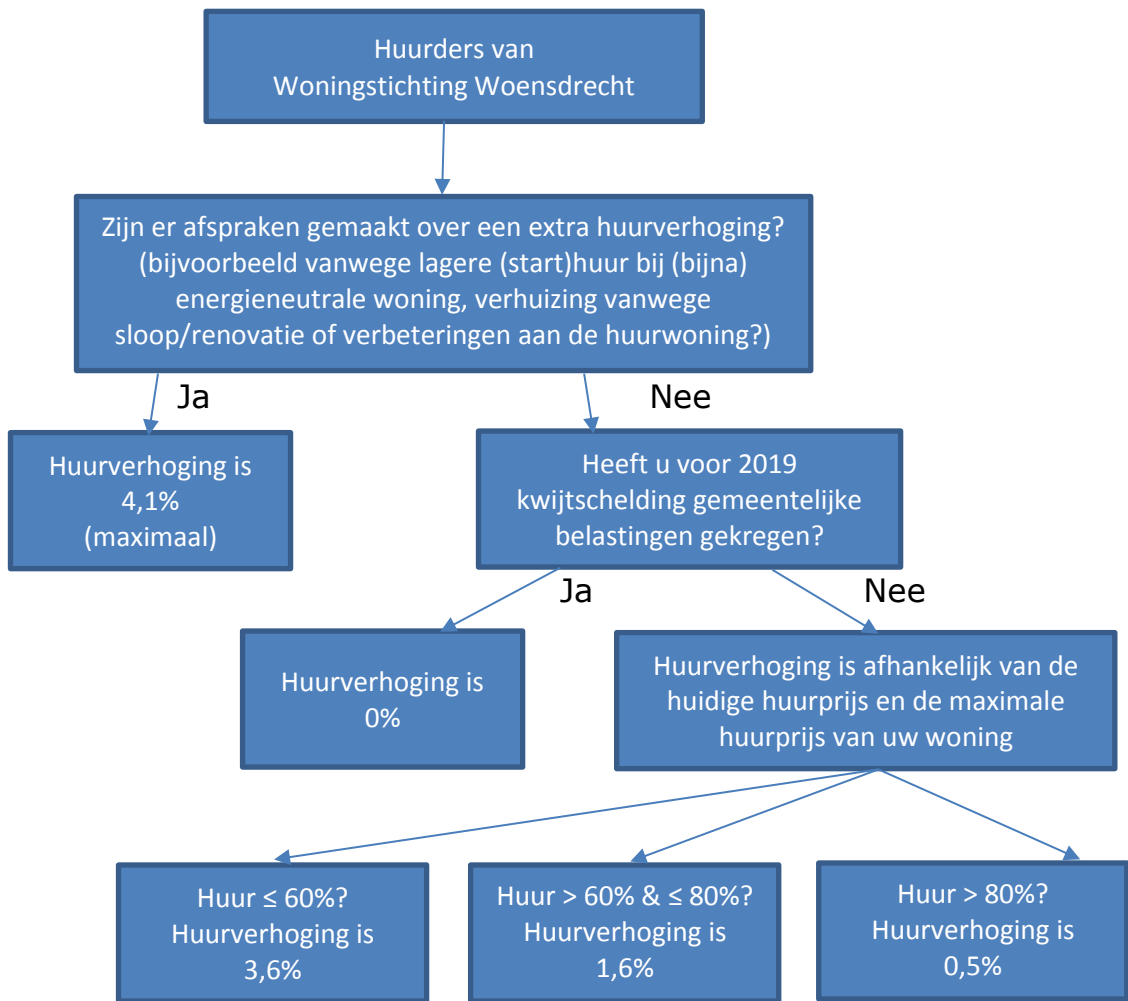 Huurders van
Woningstichting Woensdrecht
Zijn er afspraken gemaakt over een extra huurverhoging?
(bijvoorbeeld vanwege lagere (start)huur bij (bijna)
energieneutrale woning, verhuizing vanwege
sloop/renovatie of verbeteringen aan de huurwoning?)
Ja
Nee
Huurverhoging is
4,1%
(maximaal)
Heeft u voor 2019
kwijtschelding gemeentelijke
belastingen gekregen?
Ja
Nee
Huurverhoging is
0%
Huurverhoging is afhankelijk van de
huidige huurprijs en de maximale
huurprijs van uw woning
Huur ≤ 60%?
Huurverhoging is
3,6%
Huur > 60% & ≤ 80%?
Huurverhoging is
1,6%
Huur > 80%?
Huurverhoging is
0,5%